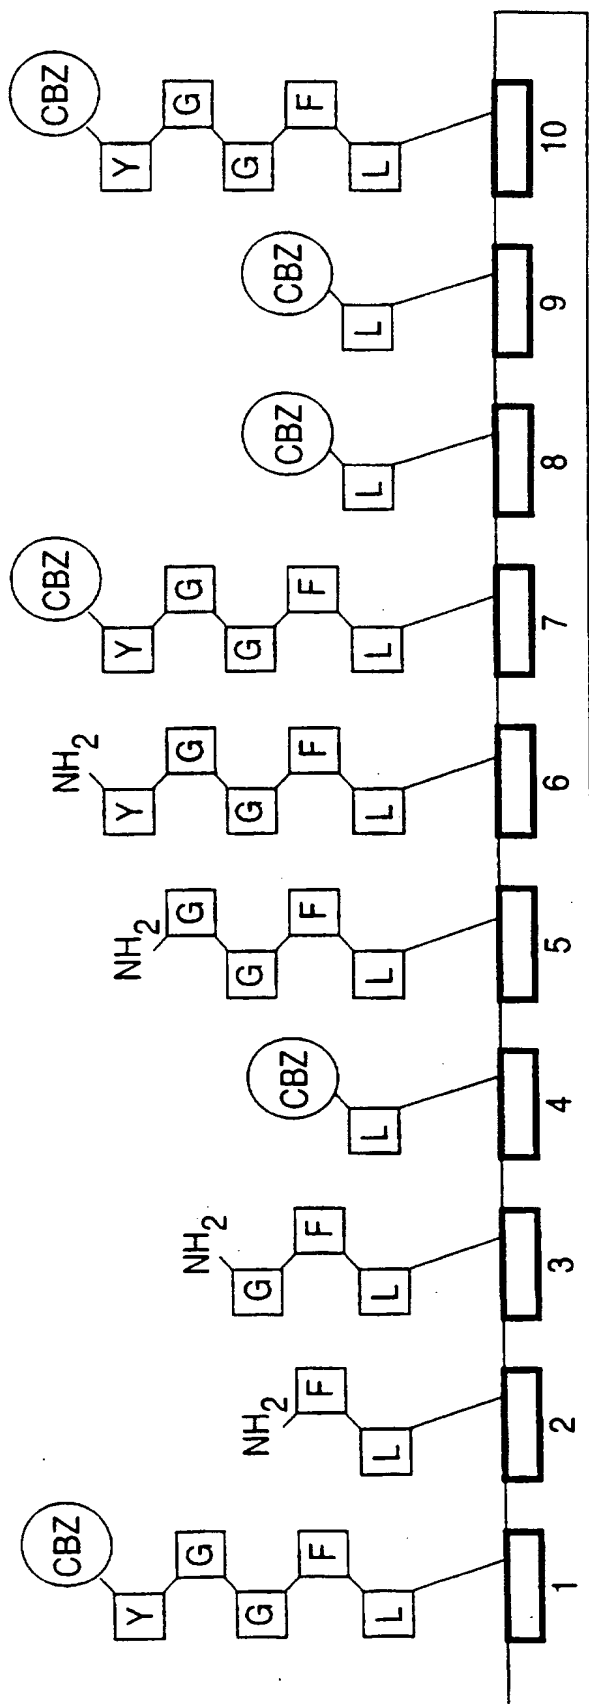 CBZ Y G G F L 1
NH2 F L 2
NH2 G F L 3
CBZ L 4
NH2 G G F L 5
NH2 Y G G F L 6
CBZ Y G G F L 7
CBZ L 8
CBZ L 9
CBZ Y G G F L 10